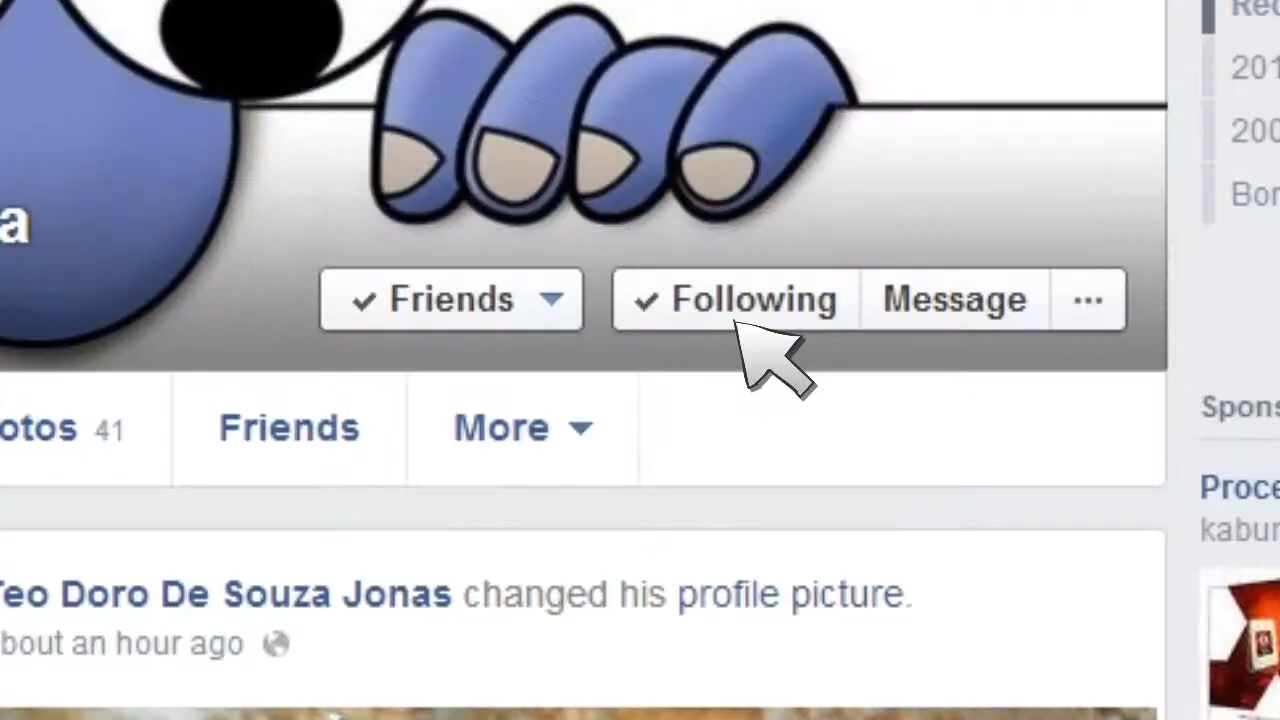 a
Friends Following Message ...
otos 41 Friends More
Teo Doro De Souza Jonas changed his profile picture.
bout an hour ago
Rec
201
200
Bor
Spons
Proce
kabur